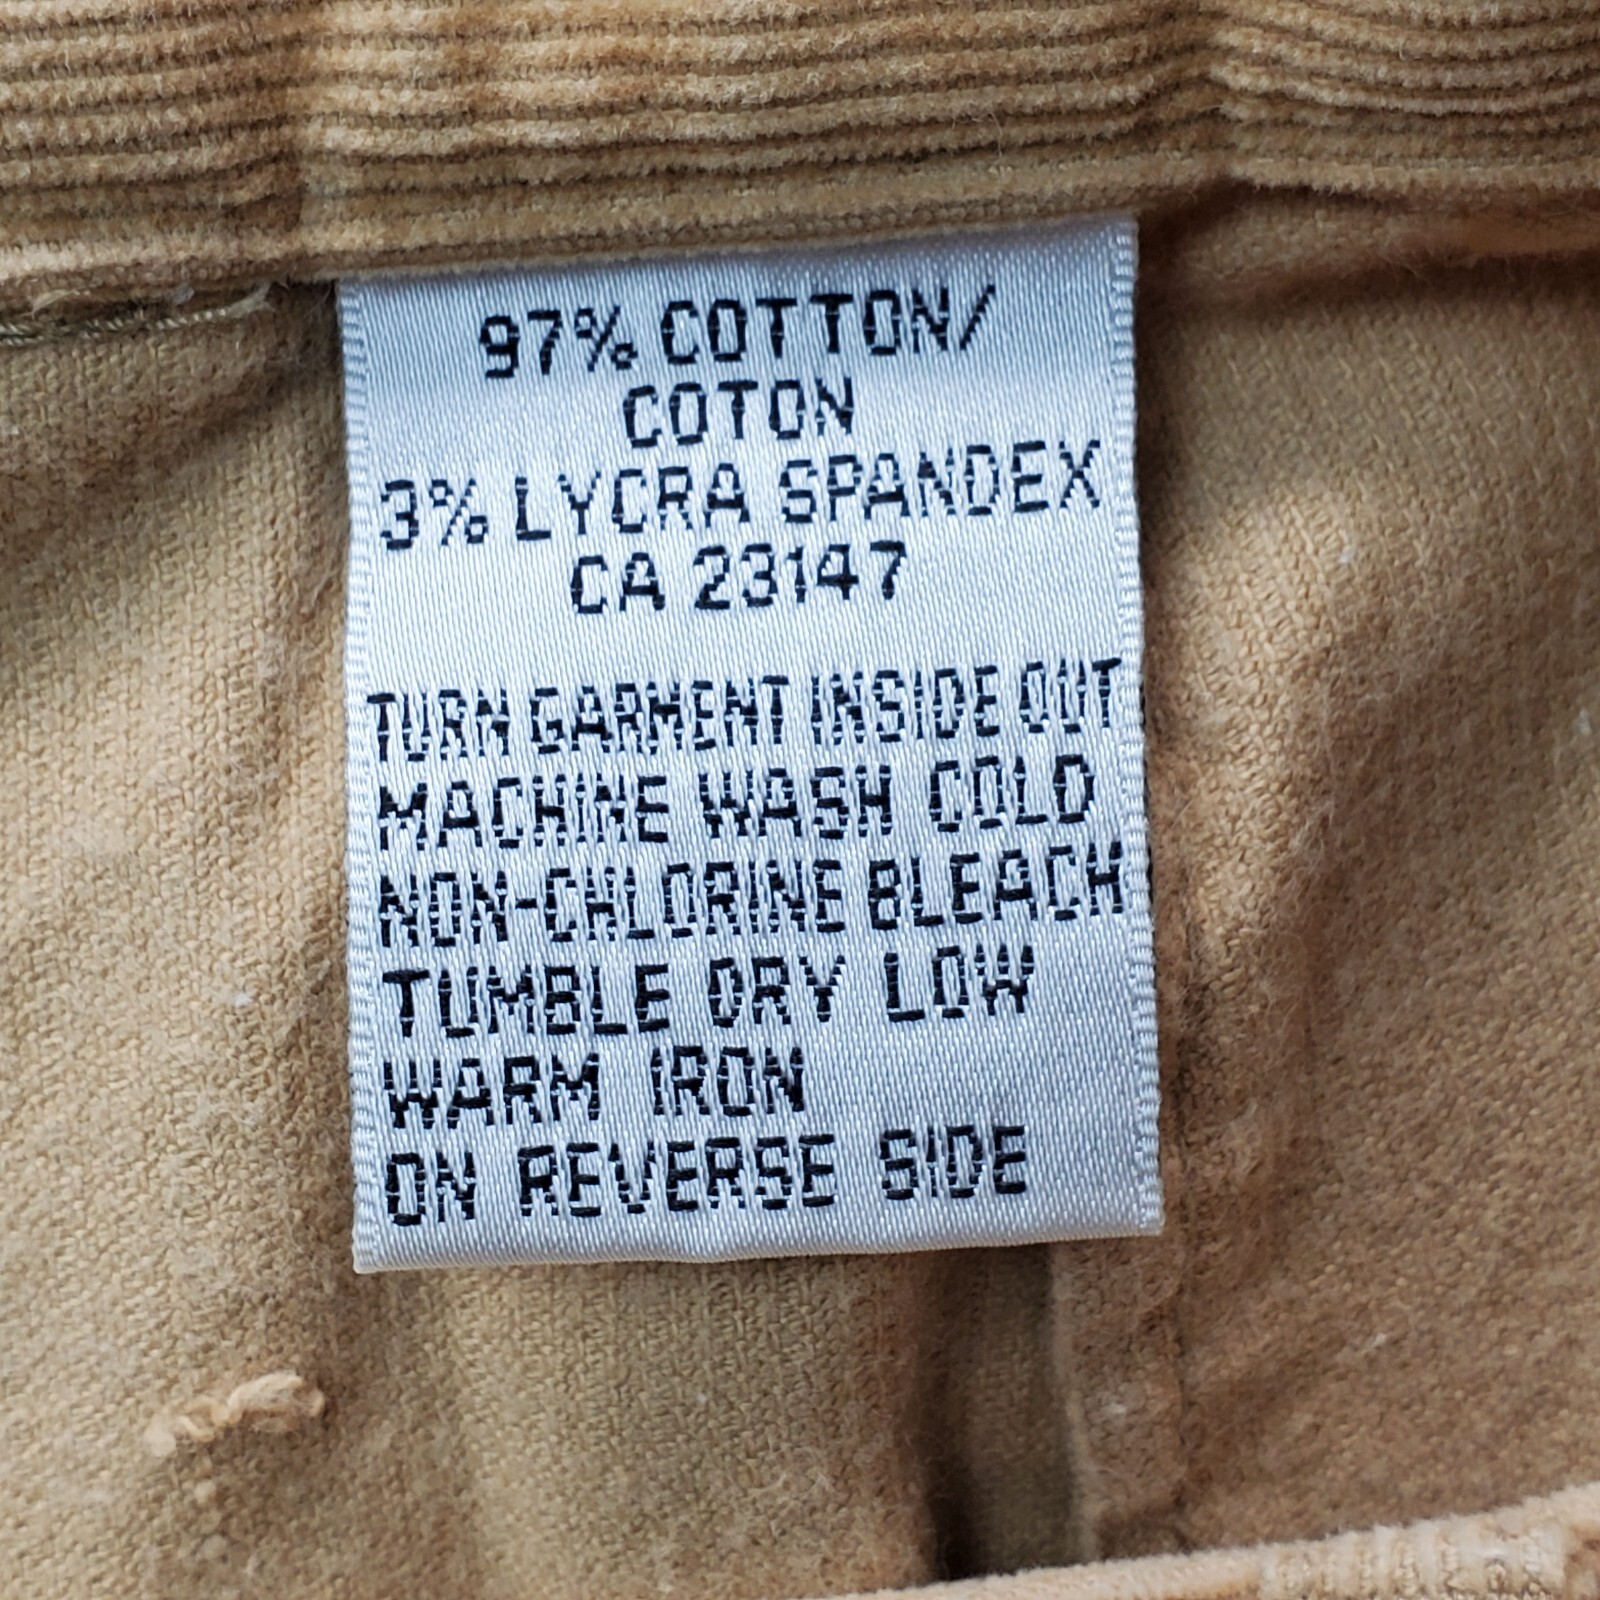 97% COTTON/
COTON
3% LYCRA SPANDEX
CA 23147
TURN GARMENT INSIDE OUT
MACHINE WASH COLD
NON-CHLORINE BLEACH
TUMBLE DRY LOW
WARM IRON
ON REVERSE SIDE